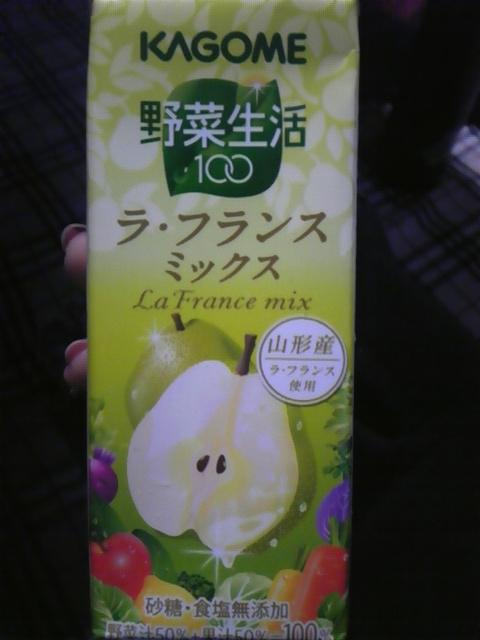 KAGOME
野菜生活
100
ラ・フランス
ミックス
La France mix
山形産
ラ・フランス
使用
砂糖・食塩無添加
野菜汁50%+果汁50%=100%